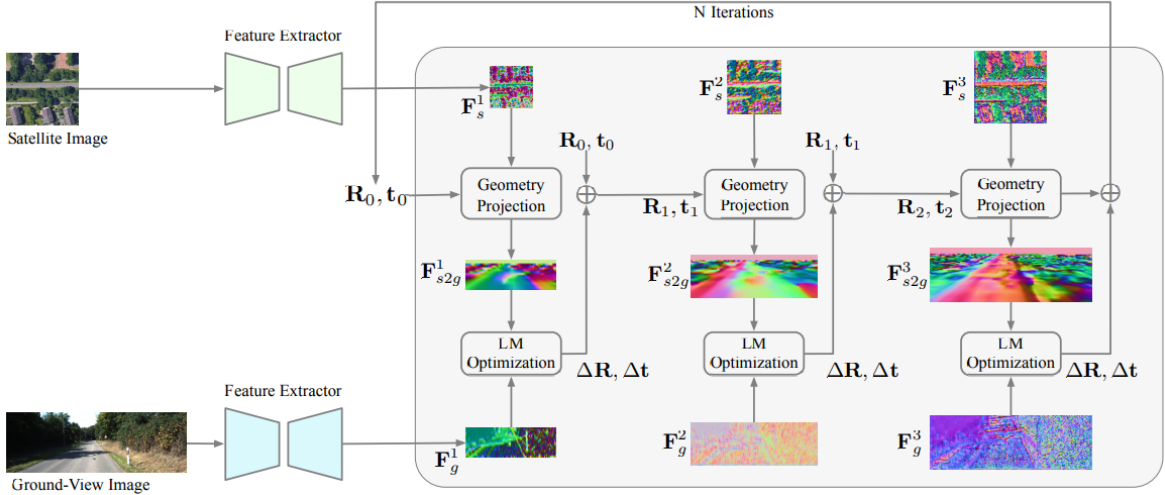 N Iterations
Feature Extractor
Satellite Image
F_s^1
F_s^2
F_s^3
R_0, t_0
R_1, t_1
R_0, t_0
Geometry
Projection
R_1, t_1
Geometry
Projection
R_2, t_2
Geometry
Projection
F_{s2g}^1
F_{s2g}^2
F_{s2g}^3
LM
Optimization
ΔR, Δt
LM
Optimization
ΔR, Δt
LM
Optimization
ΔR, Δt
Feature Extractor
F_g^1
F_g^2
F_g^3
Ground-View Image